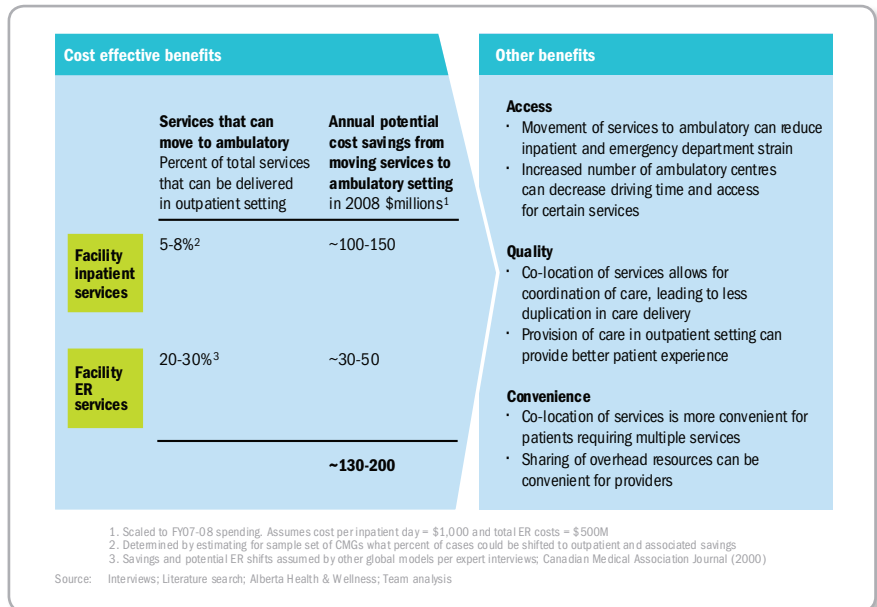 Cost effective benefits
Services that can
move to ambulatory
Percent of total services
that can be delivered
in outpatient setting
Annual potential
cost savings from
moving services to
ambulatory setting
in 2008 $millions¹
Facility
inpatient
services
5-8%²
~100-150
Facility
ER
services
20-30%³
~30-50
~130-200
Other benefits
Access
· Movement of services to ambulatory can reduce
inpatient and emergency department strain
· Increased number of ambulatory centres
can decrease driving time and access
for certain services
Quality
· Co-location of services allows for
coordination of care, leading to less
duplication in care delivery
· Provision of care in outpatient setting can
provide better patient experience
Convenience
· Co-location of services is more convenient for
patients requiring multiple services
· Sharing of overhead resources can be
convenient for providers
1. Scaled to FY07-08 spending. Assumes cost per inpatient day = $1,000 and total ER costs = $500M
2. Determined by estimating for sample set of CMGs what percent of cases could be shifted to outpatient and associated savings
3. Savings and potential ER shifts assumed by other global models per expert interviews; Canadian Medical Association Journal (2000)
Source: Interviews; Literature search; Alberta Health & Wellness; Team analysis